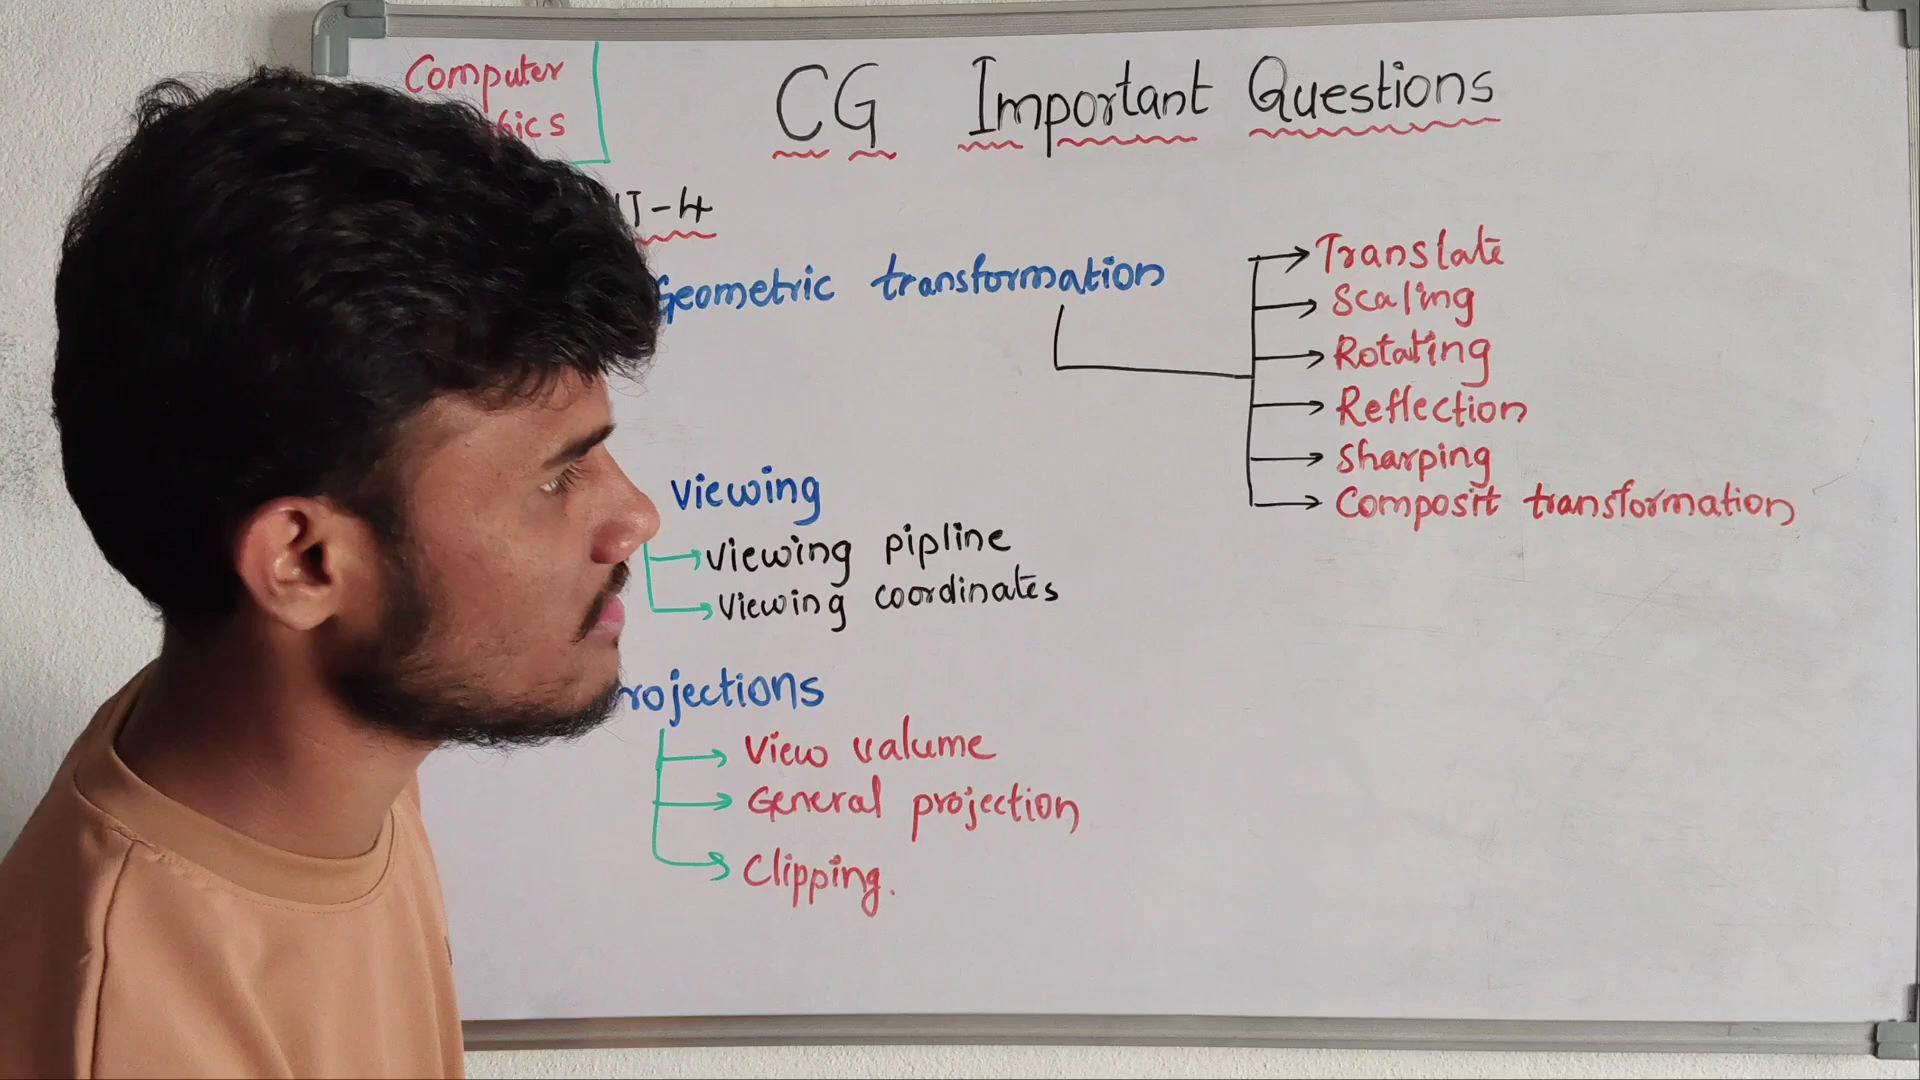 Computer
CG Important Questions
-4
Geometric transformation
Translate
Scaling
Rotating
Reflection
Sharping
Composit transformation
Viewing
Viewing pipline
Viewing coordinates
rojections
View valume
General projection
Clipping.